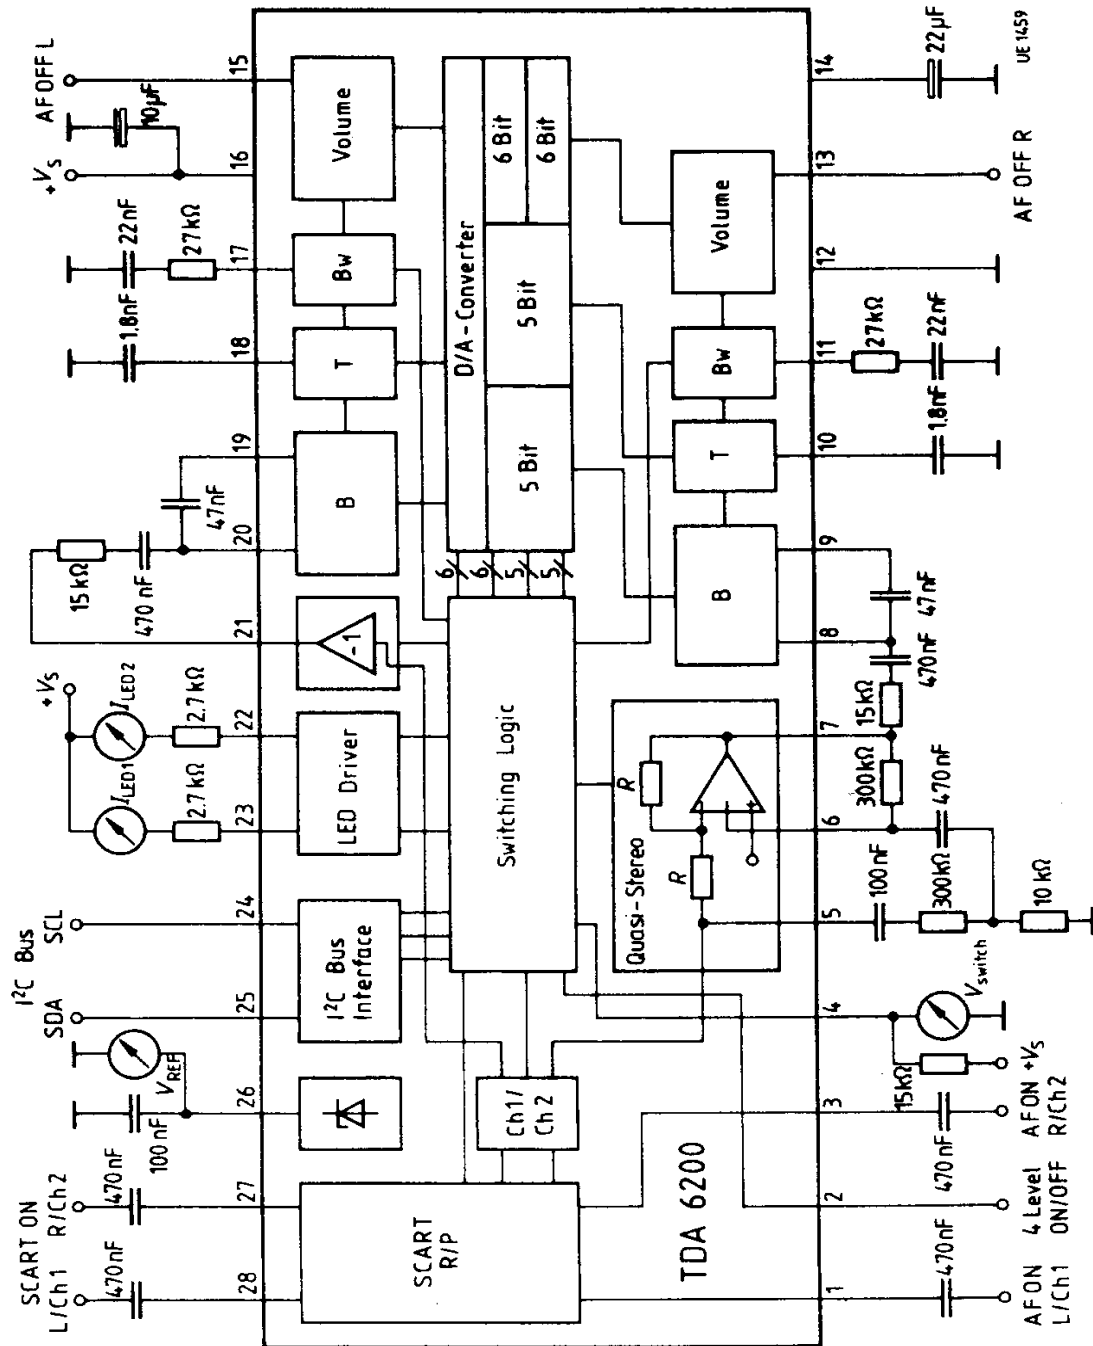 AF OFF L
10µF
+VS
22nF
27kΩ
1.8nF
47nF
15kΩ
470 nF
+VS
ILED2
ILED1
2.7kΩ
2.7kΩ
I²C Bus
SCL
SDA
VREF
100nF
470nF
470nF
SCART ON
L/Ch1 R/Ch2
15
16
17
18
19
20
21
22
23
24
25
26
27
28
Volume
Bw
T
B
-1
LED Driver
I²C Bus
Interface
SCART
R/P
D/A-Converter
6 Bit
6 Bit
5 Bit
5 Bit
6
6
5
5
Switching Logic
Ch1/
Ch2
Volume
Bw
T
B
R
R
Quasi-Stereo
TDA 6200
14
13
12
11
10
9
8
7
6
5
4
3
2
1
22µF
UE1459
AF OFF R
27kΩ
22nF
1.8nF
47nF
470nF
15kΩ
300kΩ
470nF
100nF
300kΩ
10kΩ
Vswitch
15kΩ
470nF
470nF
AF ON 4 Level AF ON +VS
L/Ch1 ON/OFF R/Ch2